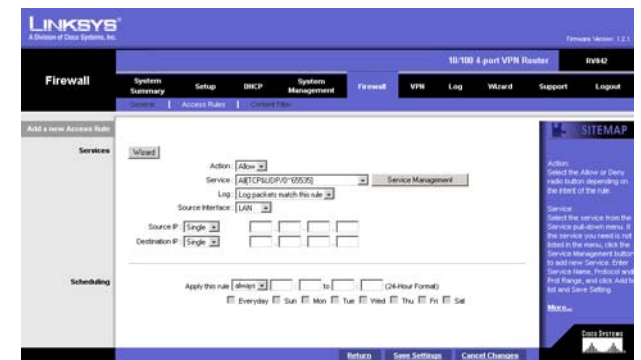 LINKSYS®
A Division of Cisco Systems, Inc.
Firmware Version: 1.2.1
10/100 4-port VPN Router
RV042
Firewall
System Summary
Setup
DHCP
System Management
Firewall
VPN
Log
Wizard
Support
Logout
General | Access Rules | Content Filter
Add a new Access Rule
SITEMAP
Services
Wizard
Action : Allow
Service : All[TCP&UDP/0~65535]
Service Management
Log : Log packets match this rule
Source Interface : LAN
Source IP : Single
Destination IP : Single
Scheduling
Apply this rule always : to : (24-Hour Format)
Everyday Sun Mon Tue Wed Thu Fri Sat
Action:
Select the Allow or Deny
radio button depending on
the intent of the rule.
Service:
Select the service from the
Service pull-down menu. If
the service you need is not
listed in the menu, click the
Service Management button
to add new Service. Enter
Service Name, Protocol and
Port Range, and click Add to
list and Save Setting.
More...
Return
Save Settings
Cancel Changes
CISCO SYSTEMS